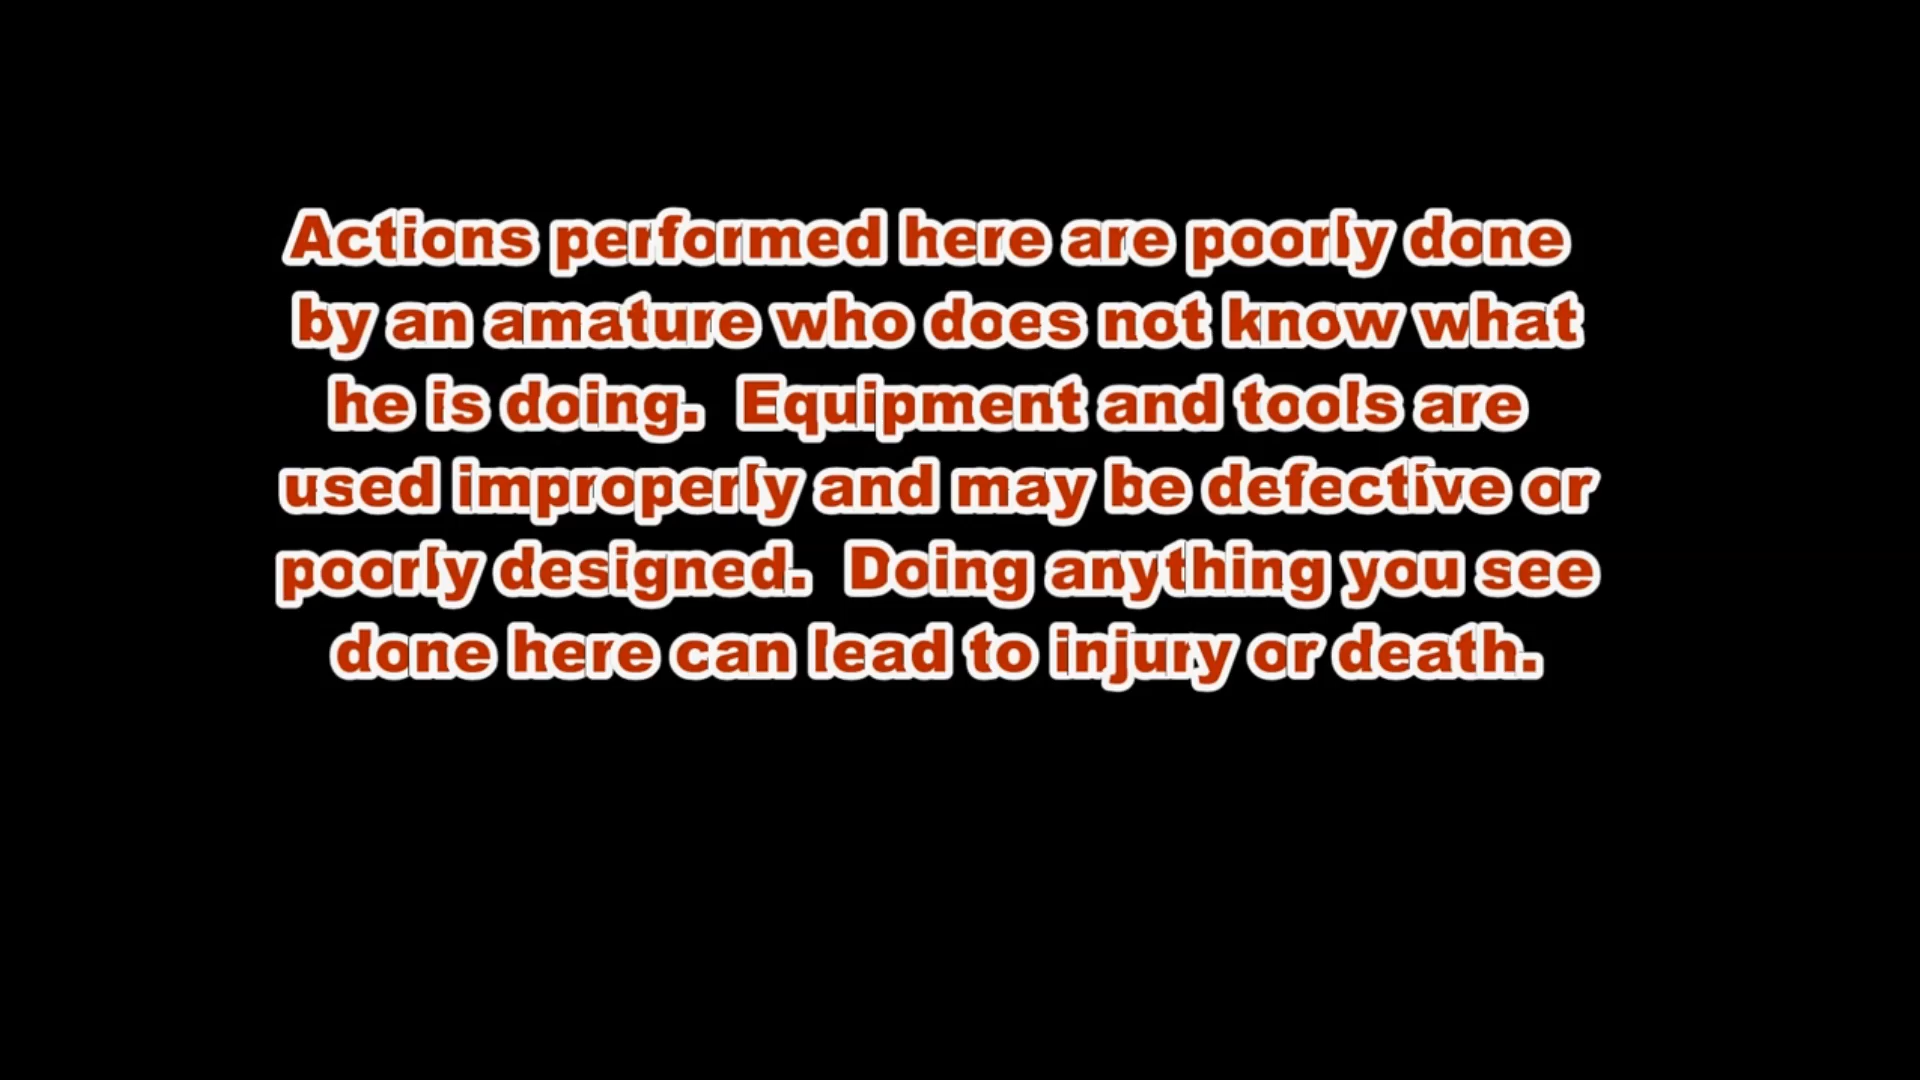 Actions performed here are poorly done
by an amature who does not know what
he is doing.  Equipment and tools are
used improperly and may be defective or
poorly designed.  Doing anything you see
done here can lead to injury or death.